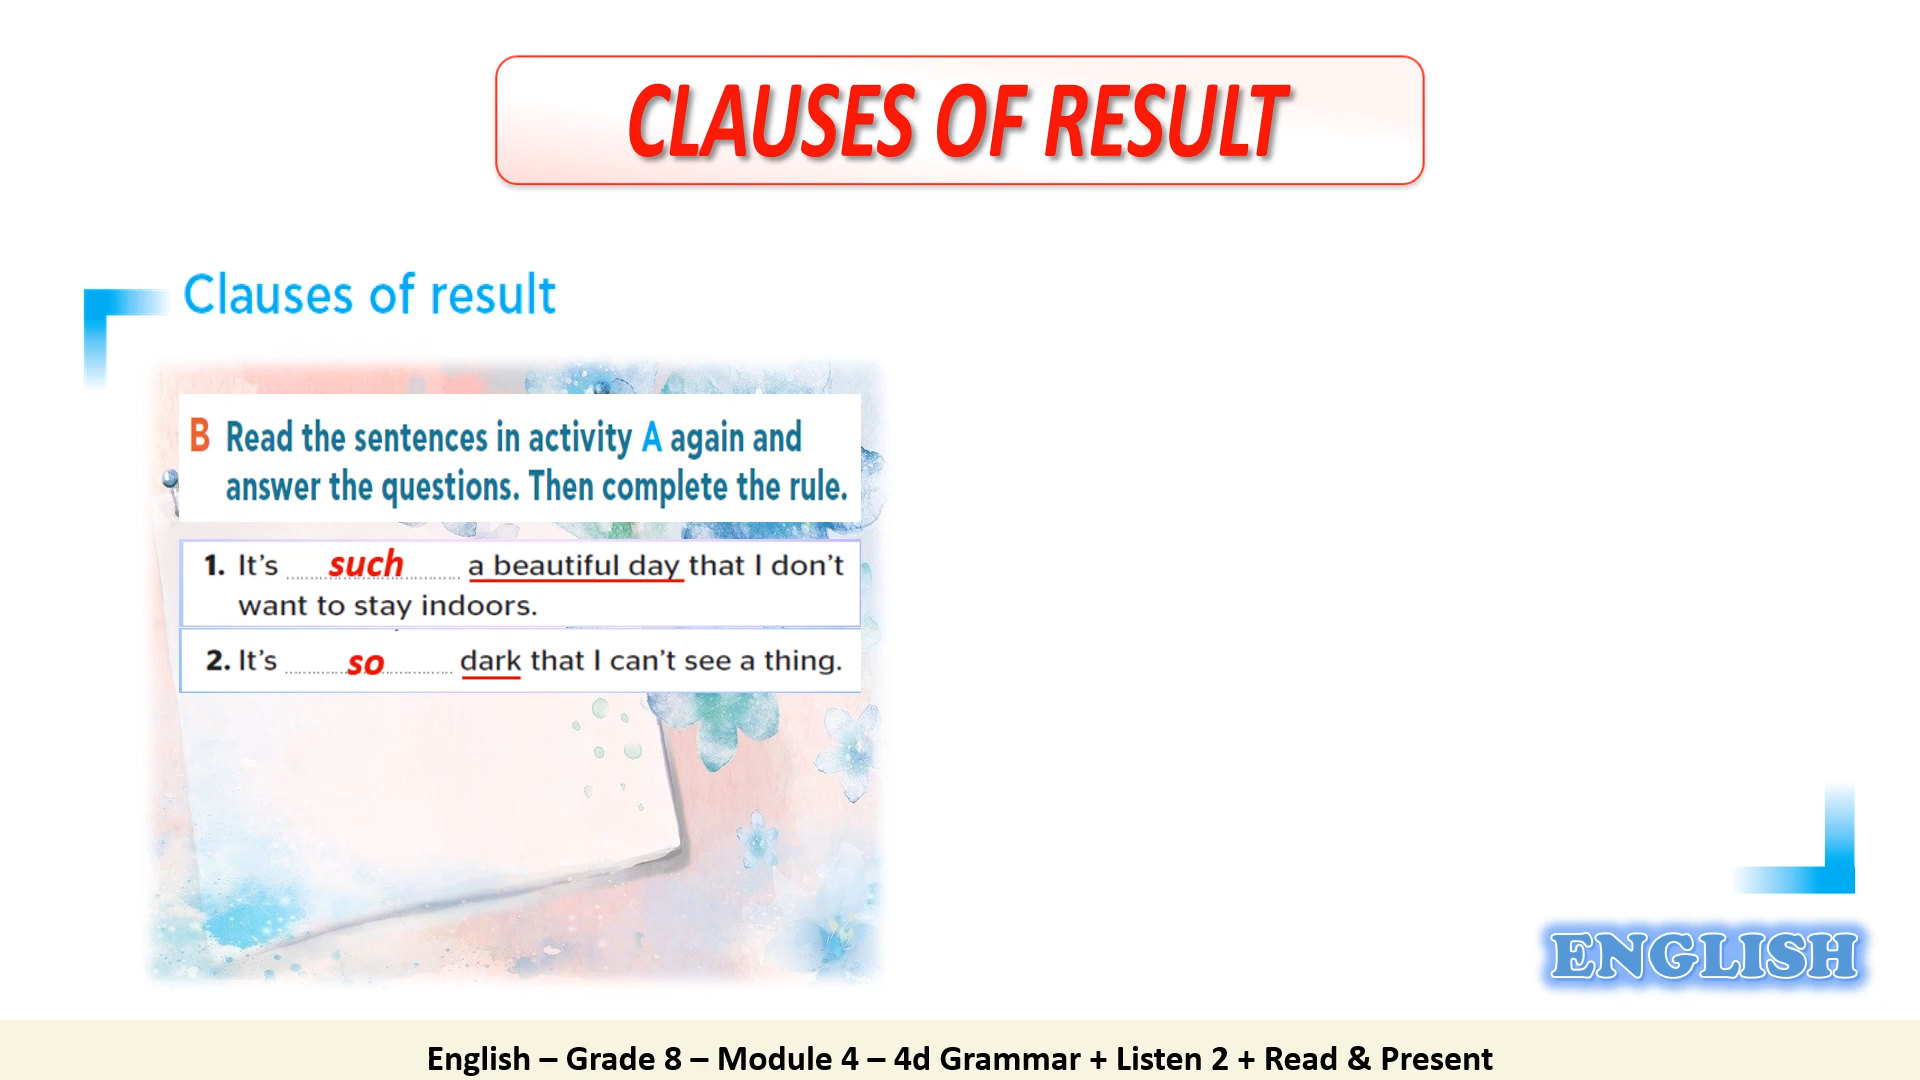 CLAUSES OF RESULT
Clauses of result
B Read the sentences in activity A again and
answer the questions. Then complete the rule.
1. It's such a beautiful day that I don't
want to stay indoors.
2. It's so dark that I can't see a thing.
ENGLISH
English – Grade 8 – Module 4 – 4d Grammar + Listen 2 + Read & Present